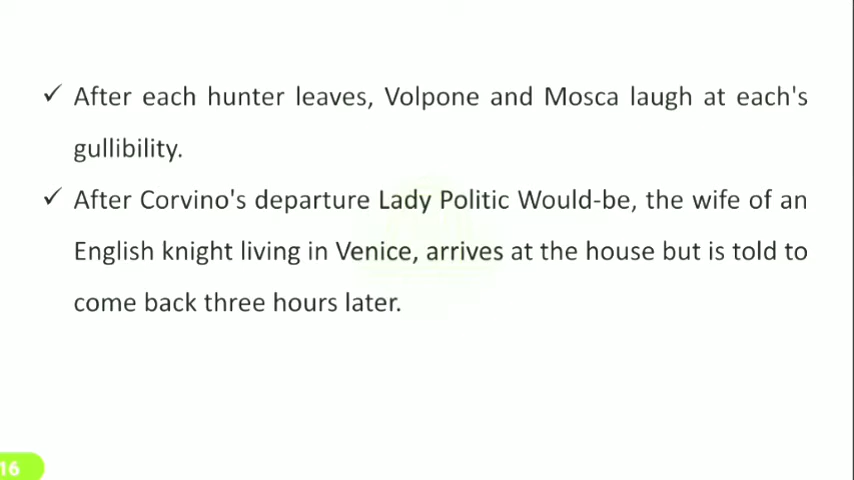 ✓ After each hunter leaves, Volpone and Mosca laugh at each's
gullibility.
✓ After Corvino's departure Lady Politic Would-be, the wife of an
English knight living in Venice, arrives at the house but is told to
come back three hours later.
16